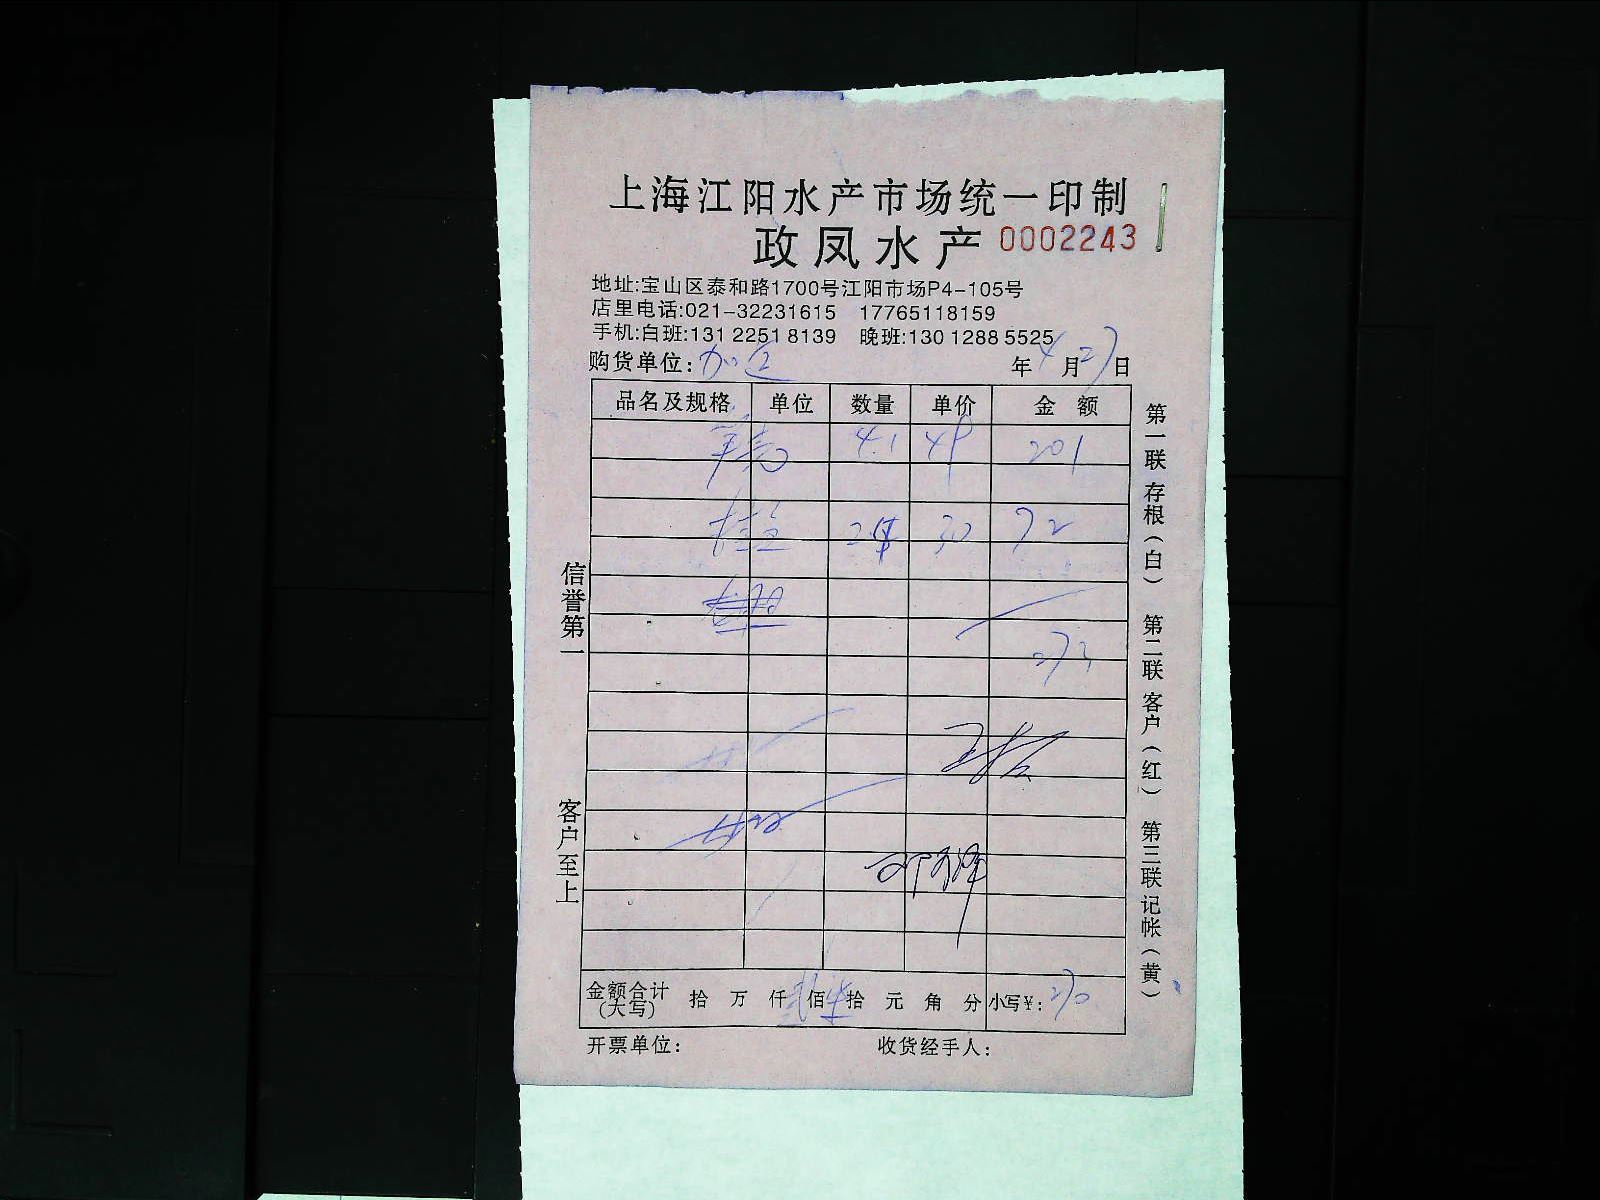 上海江阳水产市场统一印制
政凤水产 0002243
地址:宝山区泰和路1700号江阳市场P4-105号
店里电话:021-32231615 17765118159
手机:白班:131 2251 8139 晚班:130 1288 5525
购货单位: 年 4 月 27 日
品名及规格 单位 数量 单价 金额
4.1 49 201
24 30 72
273
金额合计(大写) 拾 万 仟 贰 佰 柒 拾 元 角 分 小写¥: 270
开票单位: 收货经手人:
信誉第一
客户至上
第一联存根(白) 第二联客户(红) 第三联记帐(黄)